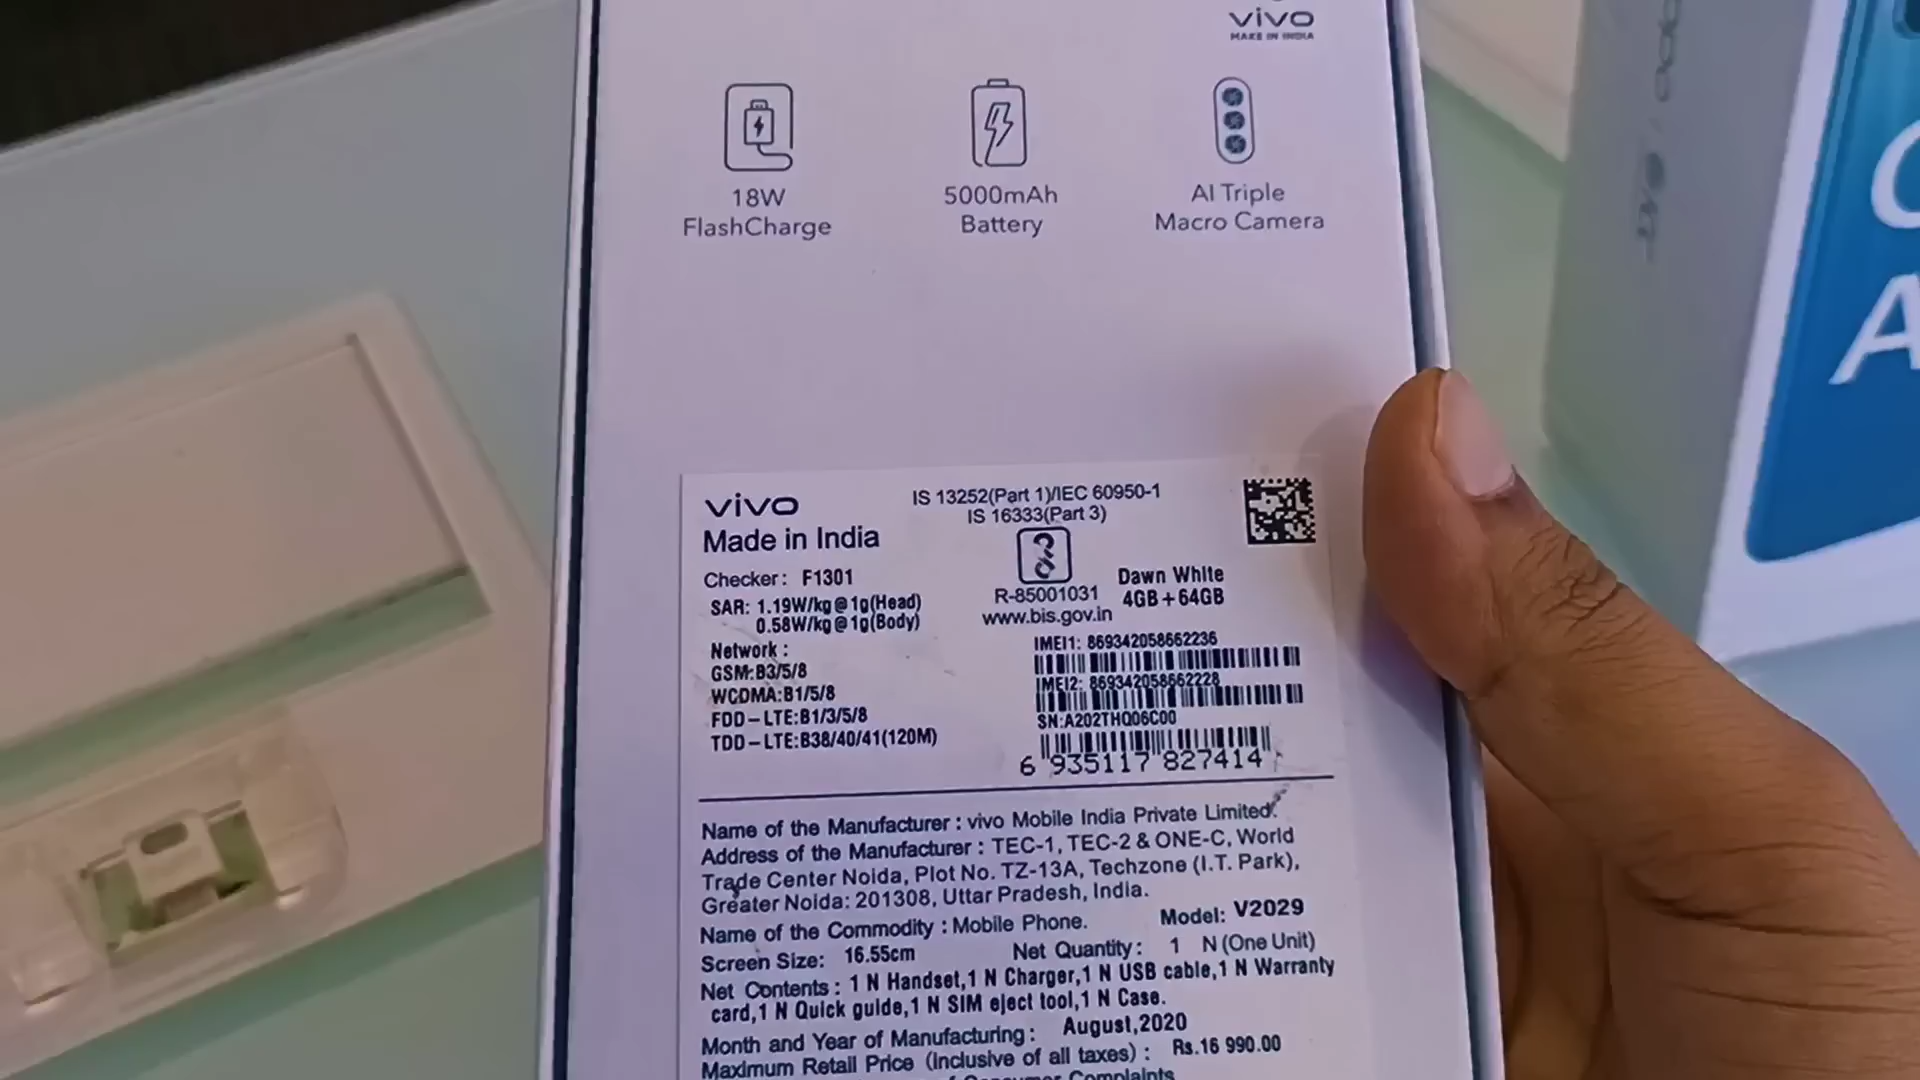 vivo
MAKE IN INDIA
18W
FlashCharge
5000mAh
Battery
AI Triple
Macro Camera
vivo
Made in India
Checker: F1301
SAR: 1.19W/kg@1g(Head)
0.58W/kg@1g(Body)
Network :
GSM:B3/5/8
WCDMA:B1/5/8
FDD-LTE:B1/3/5/8
TDD-LTE:B38/40/41(120M)
IS 13252(Part 1)/IEC 60950-1
IS 16333(Part 3)
R-85001031
www.bis.gov.in
Dawn White
4GB+64GB
IMEI1: 869342058662236
IMEI2: 869342058662228
SN:A202THQ06C00
6 935117 827414
Name of the Manufacturer : vivo Mobile India Private Limited.
Address of the Manufacturer : TEC-1, TEC-2 & ONE-C, World
Trade Center Noida, Plot No. TZ-13A, Techzone (I.T. Park),
Greater Noida: 201308, Uttar Pradesh, India.
Name of the Commodity : Mobile Phone. Model: V2029
Screen Size: 16.55cm Net Quantity: 1 N (One Unit)
Net Contents : 1 N Handset,1 N Charger,1 N USB cable,1 N Warranty
card,1 N Quick guide,1 N SIM eject tool,1 N Case.
Month and Year of Manufacturing : August,2020
Maximum Retail Price (inclusive of all taxes) : Rs.16 990.00
Complaints